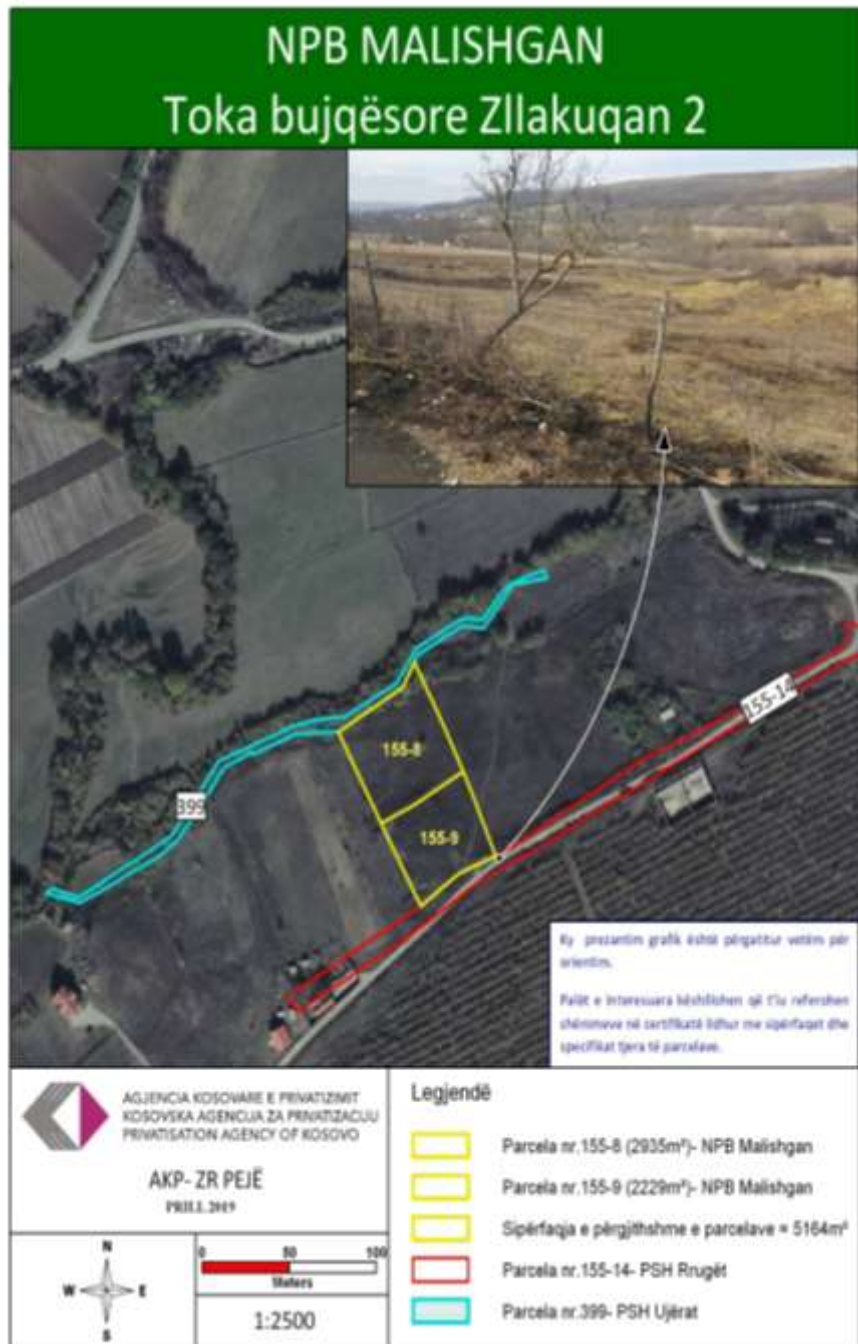 NPB MALISHGAN
Toka bujqësore Zllakuqan 2
155-8
155-9
155-14
399
Ky prezantim grafik është përgatitur vetëm për
orientim.
Palët e interesuara këshillohen që t'iu referohen
shënimeve në certifikatë lidhur me sipërfaqet dhe
specifikat tjera të parcelave.
AGJENCIA KOSOVARE E PRIVATIZIMIT
KOSOVSKA AGENCIJA ZA PRIVATIZACIJU
PRIVATISATION AGENCY OF KOSOVO
AKP- ZR PEJË
PRILL 2019
N
W E
S
0 50 100
Meters
1:2500
Legjendë
Parcela nr.155-8 (2935m²)- NPB Malishgan
Parcela nr.155-9 (2229m²)- NPB Malishgan
Sipërfaqja e përgjithshme e parcelave = 5164m²
Parcela nr.155-14- PSH Rrugët
Parcela nr.399- PSH Ujërat